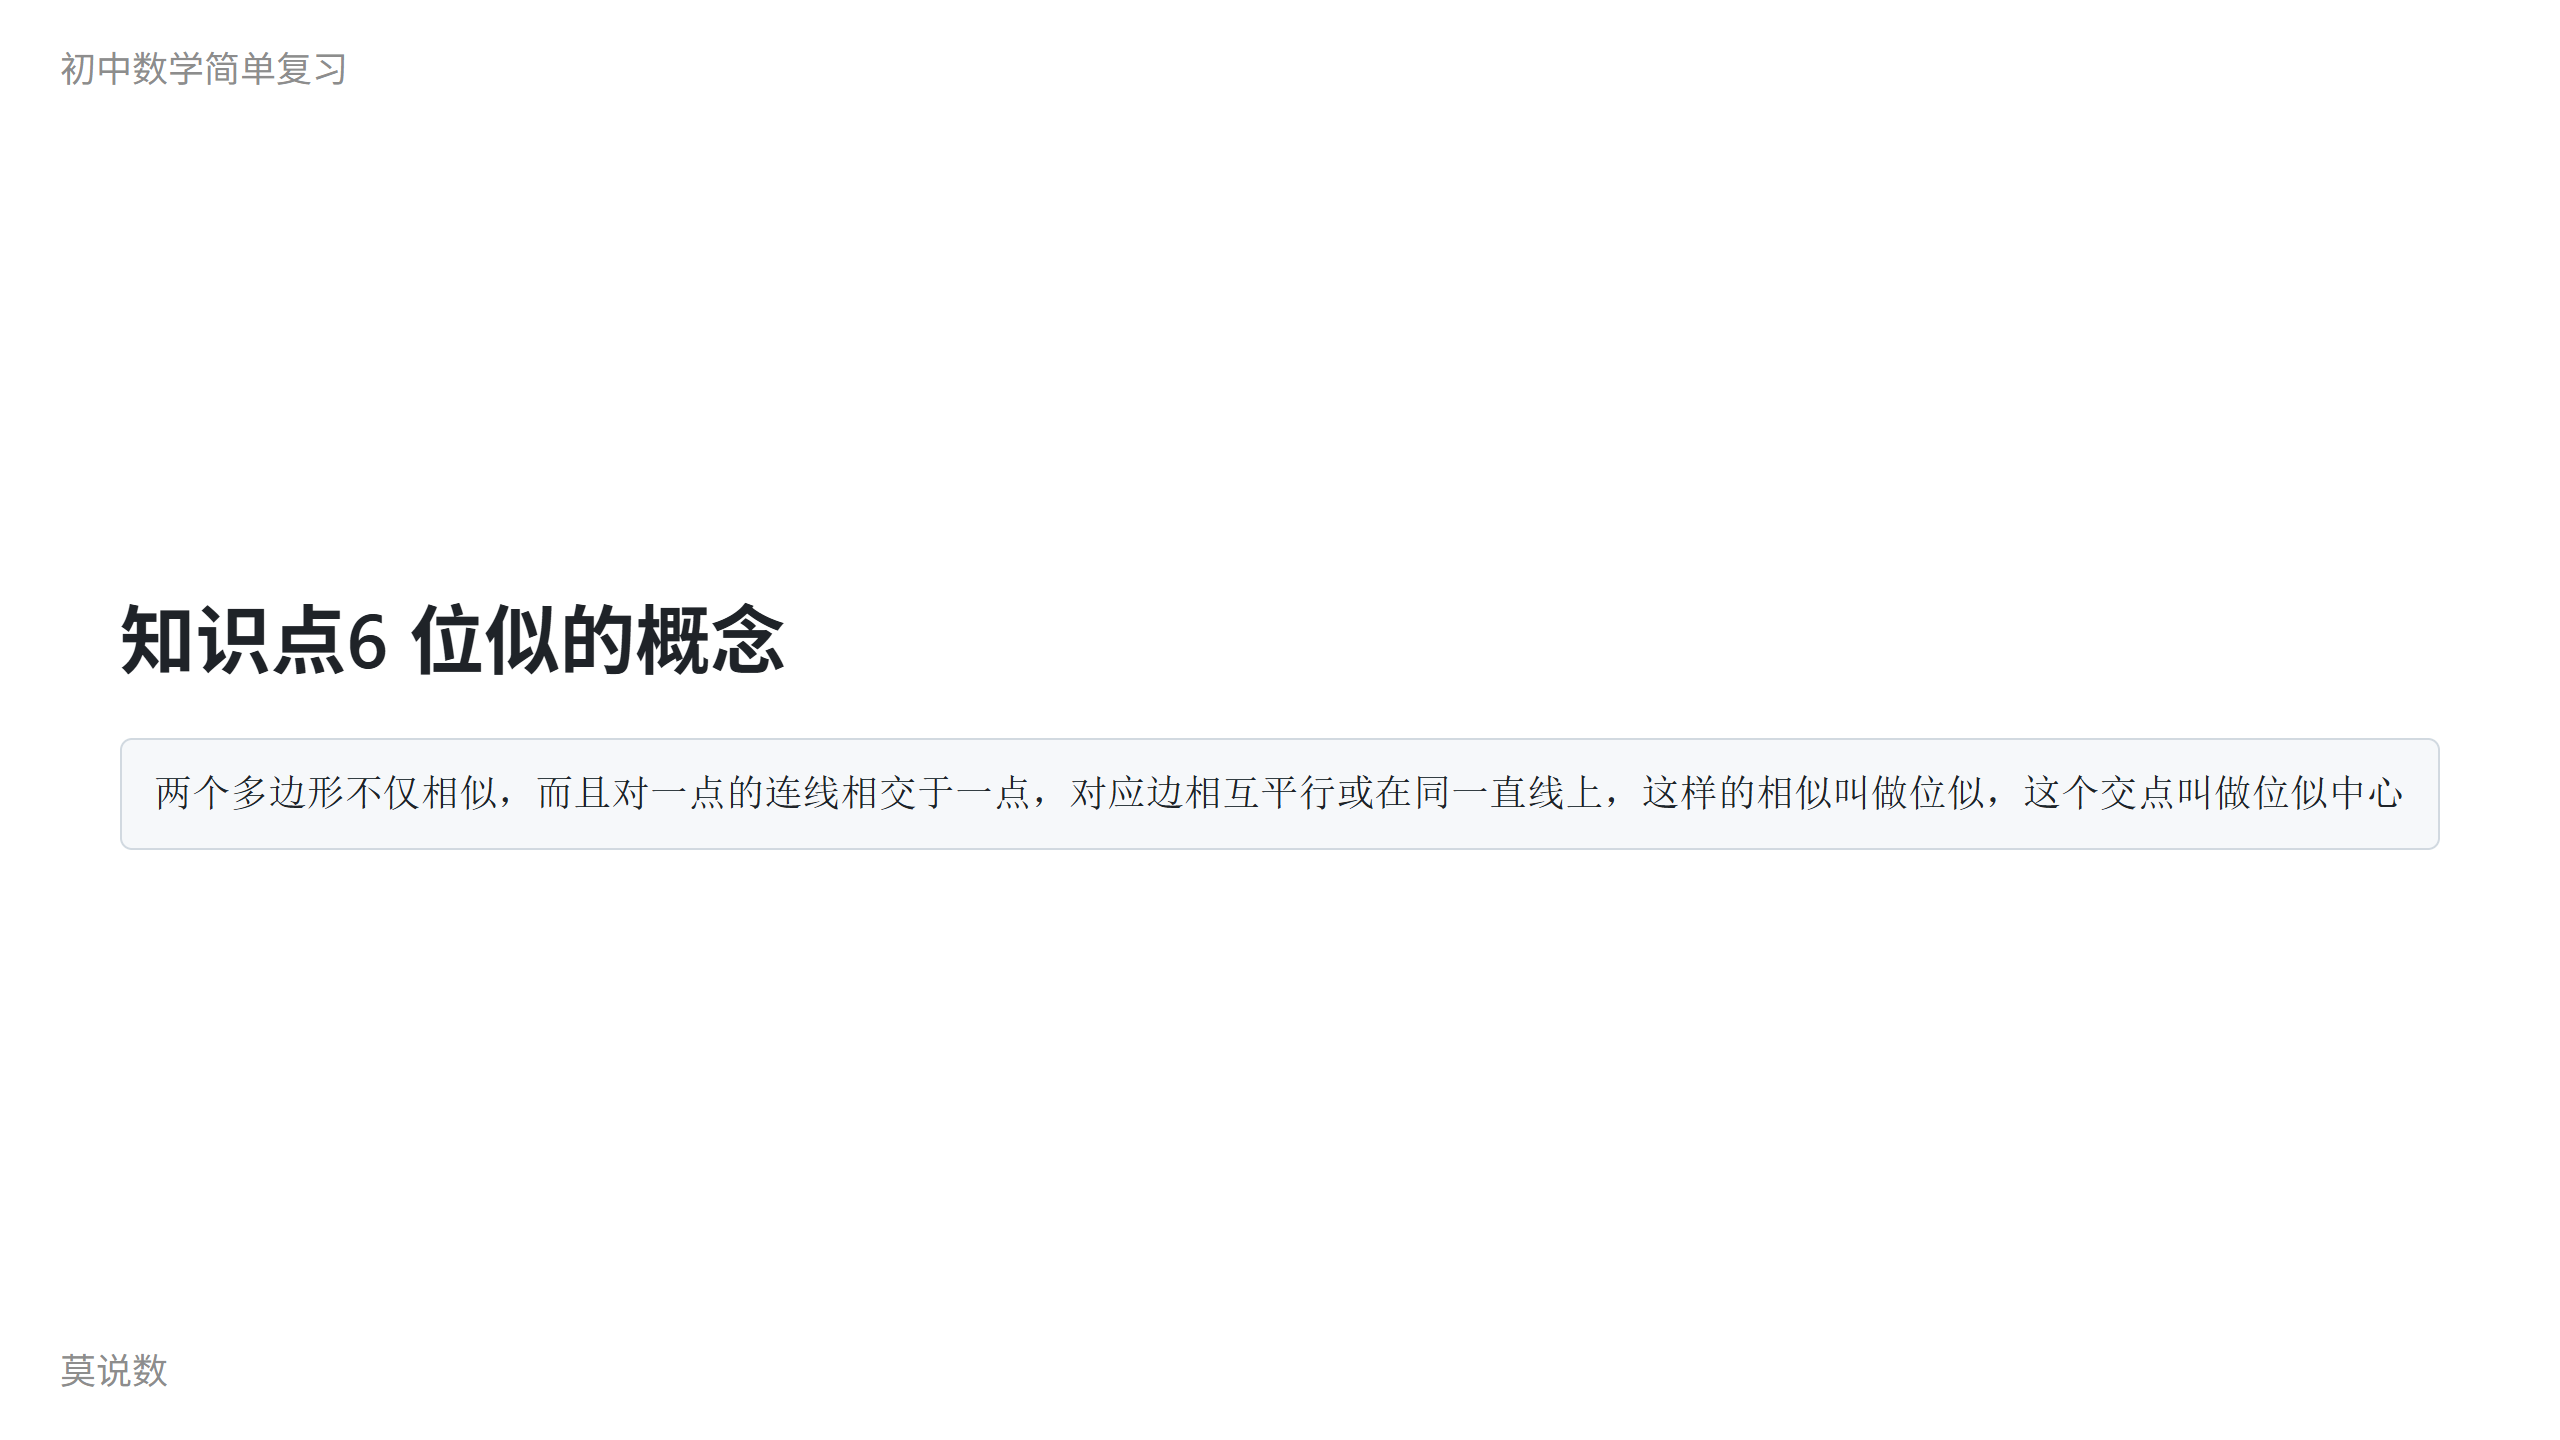 初中数学简单复习
知识点6 位似的概念
两个多边形不仅相似，而且对一点的连线相交于一点，对应边相互平行或在同一直线上，这样的相似叫做位似，这个交点叫做位似中心
莫说数